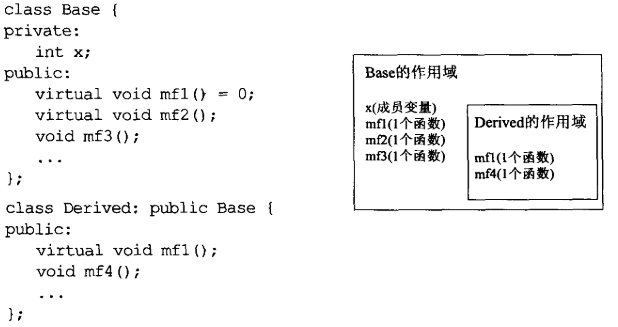 class Base {
private:
    int x;
public:
    virtual void mf1() = 0;
    virtual void mf2();
    void mf3();
    ...
};
class Derived: public Base {
public:
    virtual void mf1();
    void mf4();
    ...
};
Base的作用域
x(成员变量)
mf1(1个函数)
mf2(1个函数)
mf3(1个函数)
Derived的作用域
mf1(1个函数)
mf4(1个函数)